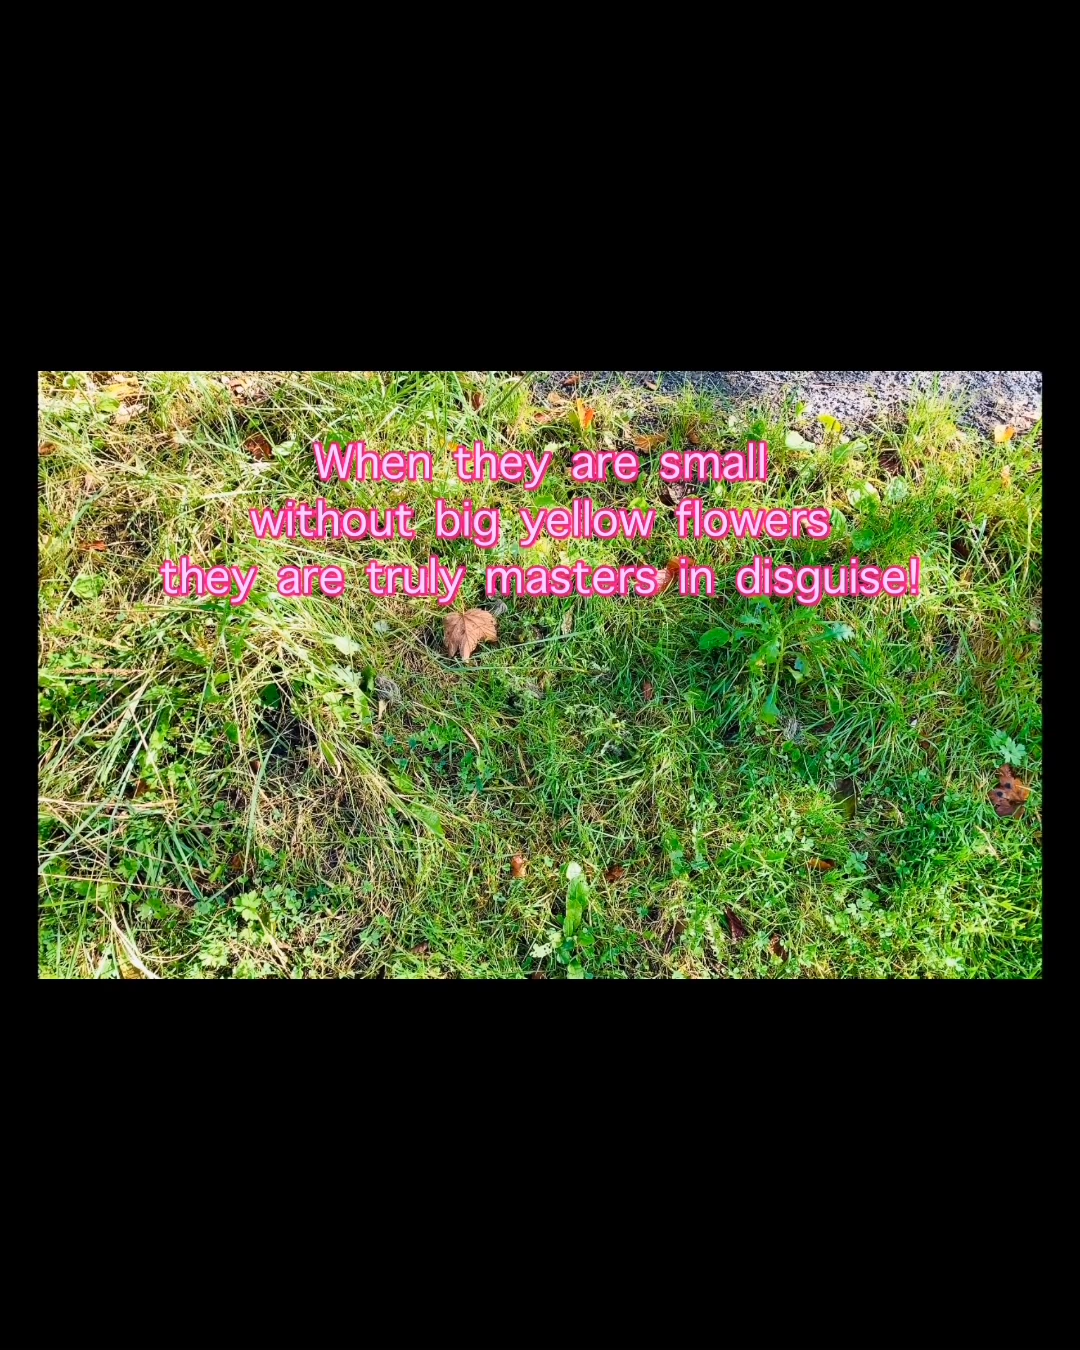 When they are small
without big yellow flowers
they are truly masters in disguise!